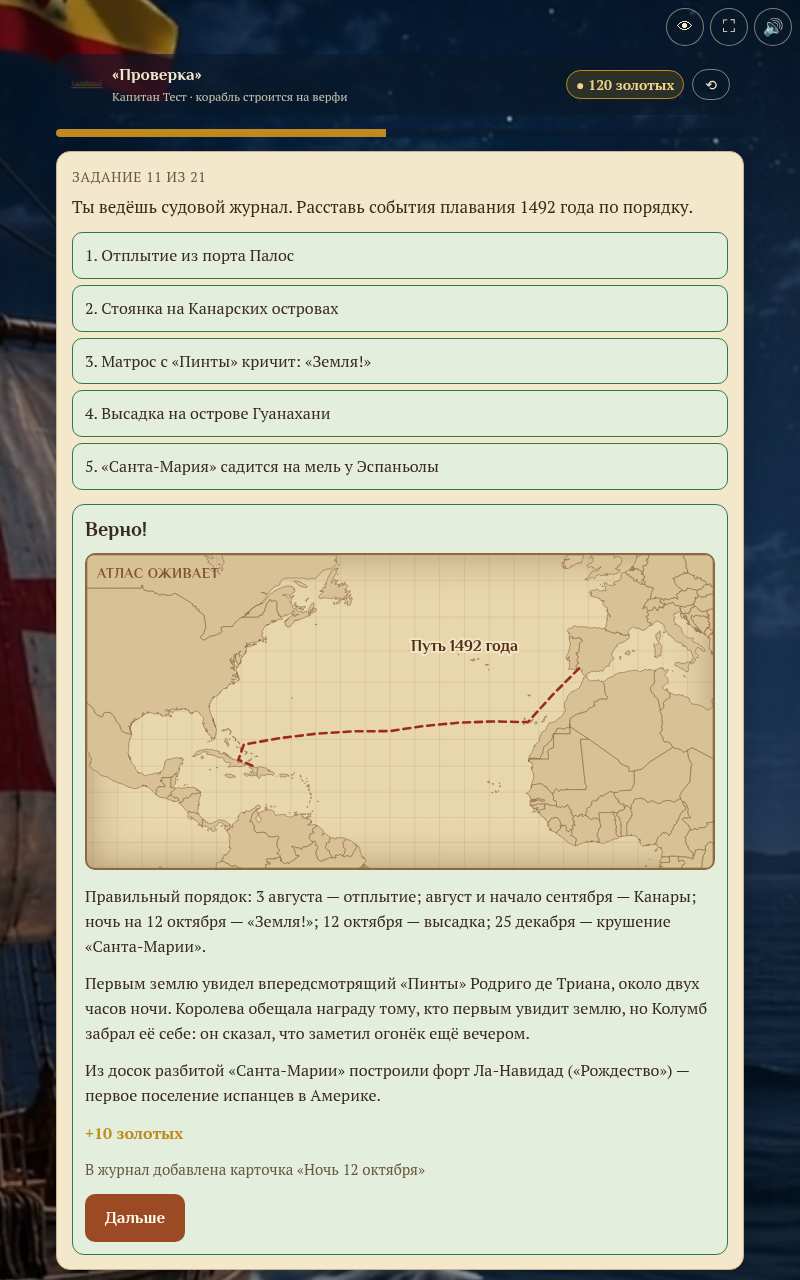 «Проверка»
Капитан Тест · корабль строится на верфи
● 120 золотых
ЗАДАНИЕ 11 ИЗ 21
Ты ведёшь судовой журнал. Расставь события плавания 1492 года по порядку.
1. Отплытие из порта Палос
2. Стоянка на Канарских островах
3. Матрос с «Пинты» кричит: «Земля!»
4. Высадка на острове Гуанахани
5. «Санта-Мария» садится на мель у Эспаньолы
Верно!
АТЛАС ОЖИВАЕТ
Путь 1492 года
Правильный порядок: 3 августа — отплытие; август и начало сентября — Канары;
ночь на 12 октября — «Земля!»; 12 октября — высадка; 25 декабря — крушение
«Санта-Марии».
Первым землю увидел впередсмотрящий «Пинты» Родриго де Триана, около двух
часов ночи. Королева обещала награду тому, кто первым увидит землю, но Колумб
забрал её себе: он сказал, что заметил огонёк ещё вечером.
Из досок разбитой «Санта-Марии» построили форт Ла-Навидад («Рождество») —
первое поселение испанцев в Америке.
+10 золотых
В журнал добавлена карточка «Ночь 12 октября»
Дальше